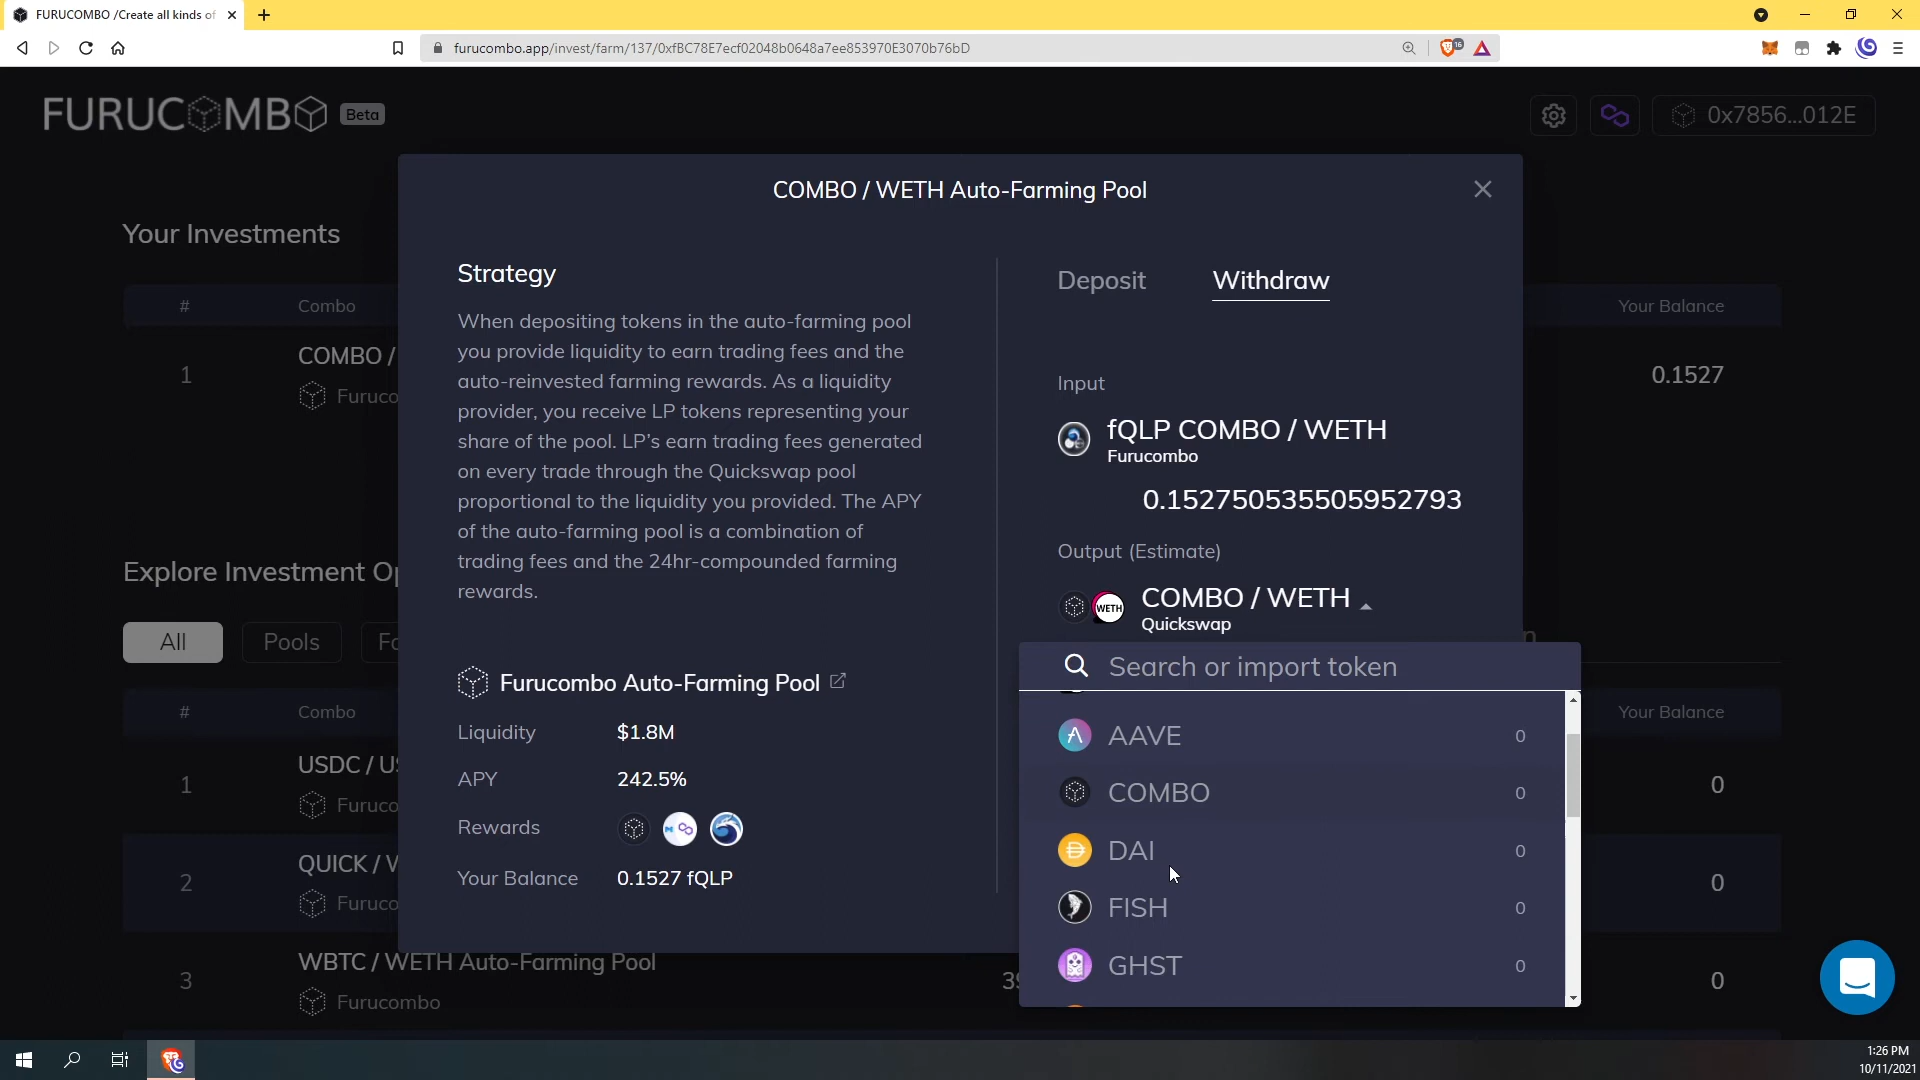 FURUCOMBO /Create all kinds of
furucombo.app/invest/farm/137/0xfBC78E7ecf02048b0648a7ee853970E3070b76bD
16
FURUCOMBO Beta
0x7856...012E
COMBO / WETH Auto-Farming Pool
Your Investments
# Combo Your Balance
1 COMBO / 0.1527
Furuco
Explore Investment Op
All Pools Fa
# Combo Your Balance
1 USDC / US 0
Furuco
2 QUICK / W 0
Furuco
3 WBTC / WETH Auto-Farming Pool 0
Furucombo
Strategy
When depositing tokens in the auto-farming pool
you provide liquidity to earn trading fees and the
auto-reinvested farming rewards. As a liquidity
provider, you receive LP tokens representing your
share of the pool. LP's earn trading fees generated
on every trade through the Quickswap pool
proportional to the liquidity you provided. The APY
of the auto-farming pool is a combination of
trading fees and the 24hr-compounded farming
rewards.
Furucombo Auto-Farming Pool
Liquidity $1.8M
APY 242.5%
Rewards
Your Balance 0.1527 fQLP
Deposit Withdraw
Input
fQLP COMBO / WETH
Furucombo
0.152750535505952793
Output (Estimate)
WETH
COMBO / WETH
Quickswap
Search or import token
AAVE 0
COMBO 0
DAI 0
FISH 0
GHST 0
1:26 PM
10/11/2021